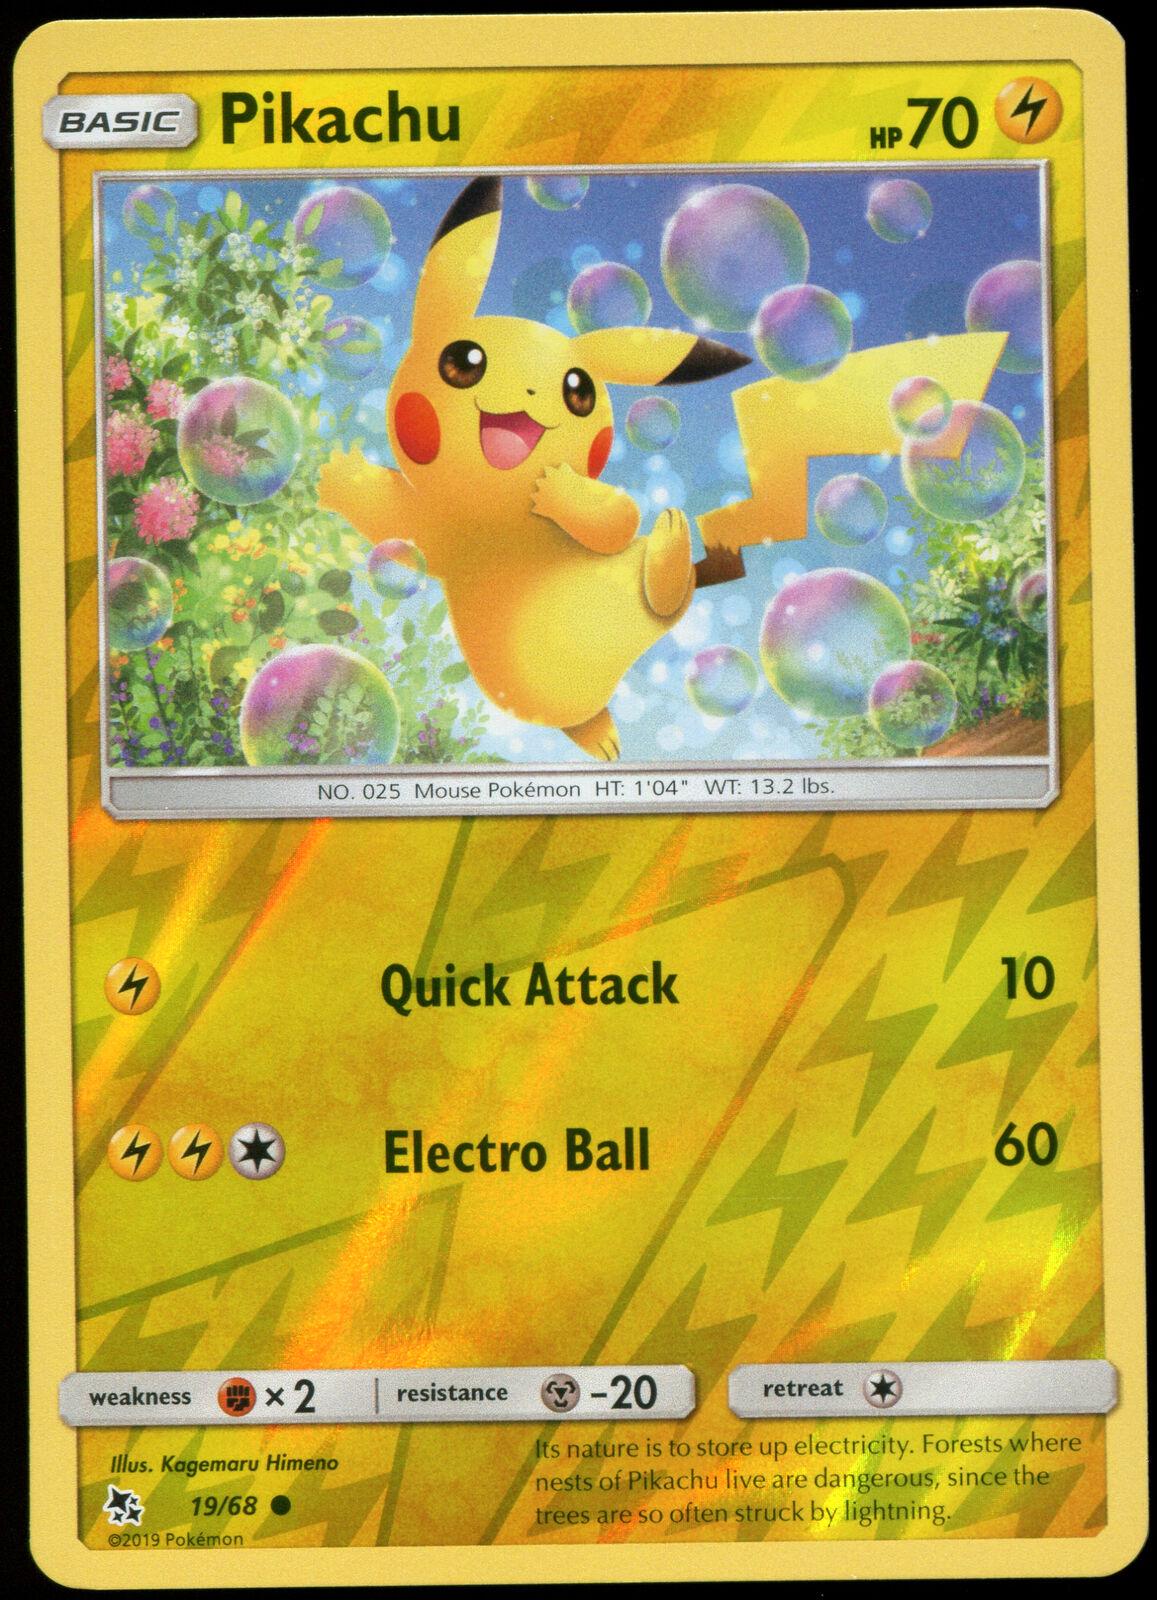 BASIC Pikachu HP 70
NO. 025 Mouse Pokémon HT: 1'04" WT: 13.2 lbs.
Quick Attack 10
Electro Ball 60
weakness ×2 resistance -20 retreat
Illus. Kagemaru Himeno
19/68
©2019 Pokémon
Its nature is to store up electricity. Forests where
nests of Pikachu live are dangerous, since the
trees are so often struck by lightning.